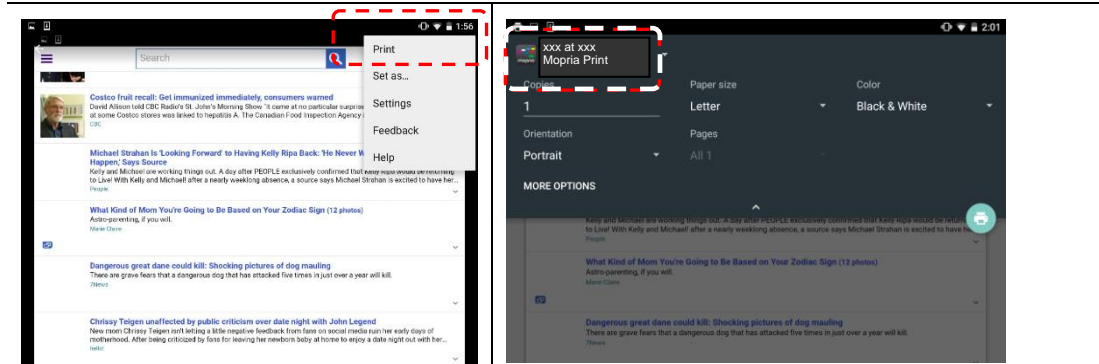 1:56
Search
Print
Set as...
Settings
Feedback
Help
Costco fruit recall: Get immunized immediately, consumers warned
David Allison told CBC Radio's St. John's Morning Show "it came at no particular surprise
at some Costco stores was linked to hepatitis A. The Canadian Food Inspection Agency
CBC
Michael Strahan Is 'Looking Forward' to Having Kelly Ripa Back: 'He Never W
Happen,' Says Source
Kelly and Michael are working things out. A day after PEOPLE exclusively confirmed that Kelly Ripa would be returning
to Live! With Kelly and Michael! after a nearly weeklong absence, a source says Michael Strahan is excited to have her...
People
What Kind of Mom You're Going to Be Based on Your Zodiac Sign (12 photos)
Astro-parenting, if you will.
Marie Claire
Dangerous great dane could kill: Shocking pictures of dog mauling
There are grave fears that a dangerous dog that has attacked five times in just over a year will kill.
7News
Chrissy Teigen unaffected by public criticism over date night with John Legend
New mom Chrissy Teigen isn't letting a little negative feedback from fans on social media ruin her early days of
motherhood. After being criticized by fans for leaving her newborn baby at home to enjoy a date night out with her...
hello!
2:01
xxx at xxx
Mopria Print
mopria
Copies
Paper size
Color
1
Letter
Black & White
Orientation
Pages
Portrait
All 1
MORE OPTIONS
Kelly and Michael are working things out. A day after PEOPLE exclusively confirmed that Kelly Ripa would be returning
to Live! With Kelly and Michael! after a nearly weeklong absence, a source says Michael Strahan is excited to have he
People
What Kind of Mom You're Going to Be Based on Your Zodiac Sign (12 photos)
Astro-parenting, if you will.
Marie Claire
Dangerous great dane could kill: Shocking pictures of dog mauling
There are grave fears that a dangerous dog that has attacked five times in just over a year will kill.
7News